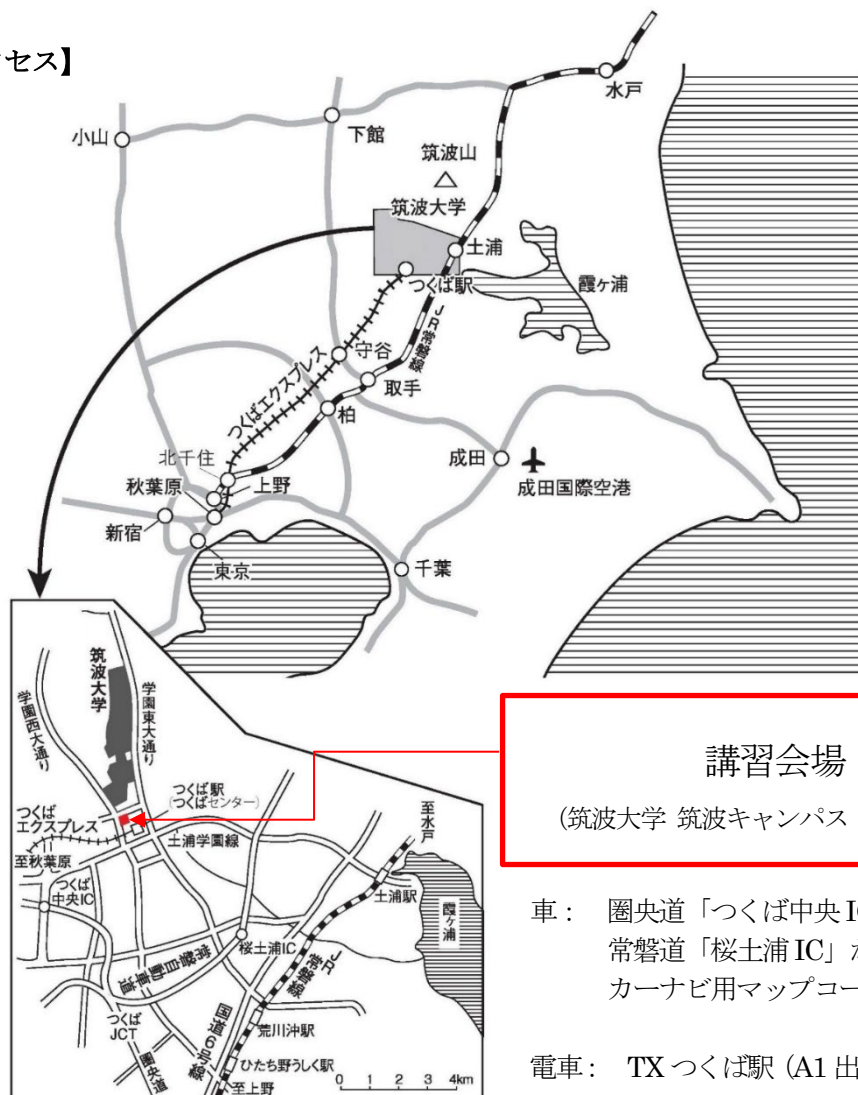 セス】
水戸
小山
下館
筑波山
筑波大学
土浦
つくば駅
霞ヶ浦
JR常磐線
つくばエクスプレス
守谷
取手
柏
北千住
成田
秋葉原
上野
成田国際空港
新宿
東京
千葉
筑波大学
学園西大通り
学園東大通り
講習会場
(筑波大学 筑波キャンパス
つくば駅
(つくばセンター)
つくば
エクスプレス
土浦学園線
至水戸
至秋葉原
つくば
中央IC
土浦駅
霞ヶ浦
桜土浦IC
常磐自動車道
JR
常磐線
つくば
JCT
国道6号線
荒川沖駅
圏央道
ひたち野うしく駅
至上野
0 1 2 3 4km
車： 圏央道「つくば中央IC
常磐道「桜土浦IC」
カーナビ用マップコー
電車： TXつくば駅（A1出